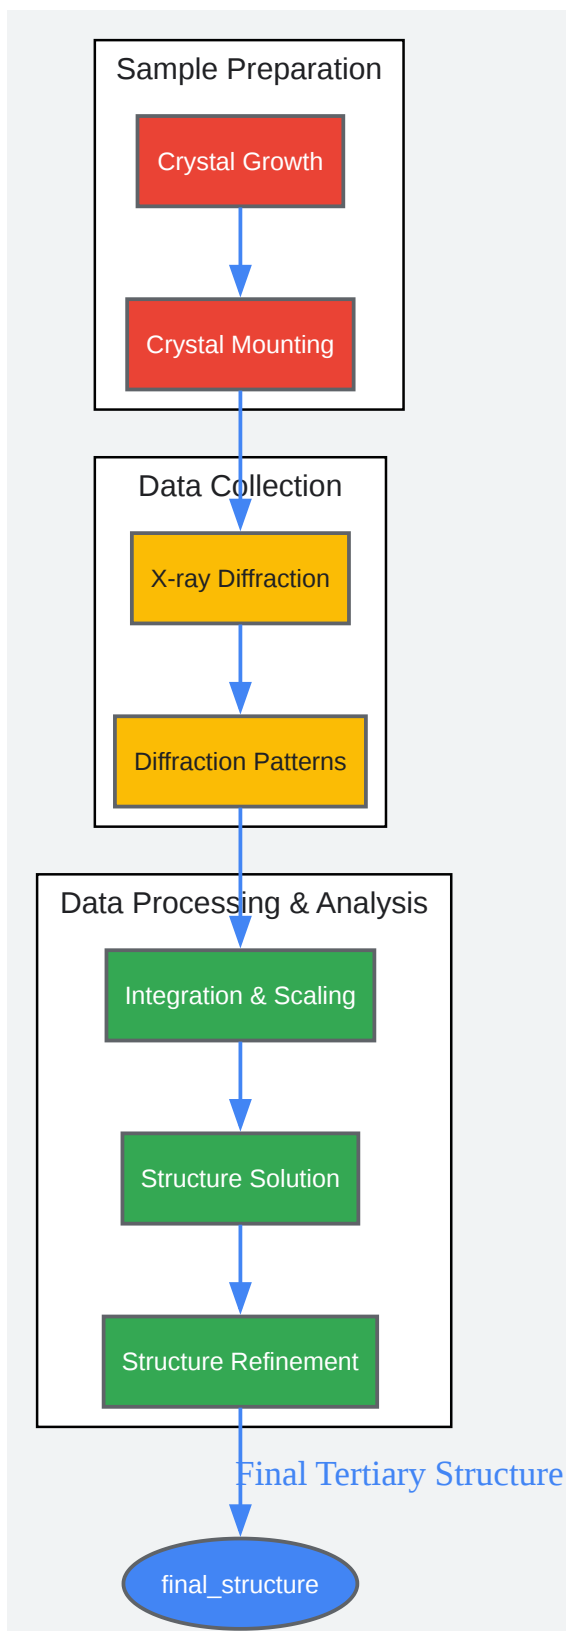 Sample Preparation
Crystal Growth
Crystal Mounting
Data Collection
X-ray Diffraction
Diffraction Patterns
Data Processing & Analysis
Integration & Scaling
Structure Solution
Structure Refinement
Final Tertiary Structure
final_structure